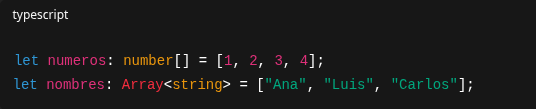 typescript
let numeros: number[] = [1, 2, 3, 4];
let nombres: Array<string> = ["Ana", "Luis", "Carlos"];